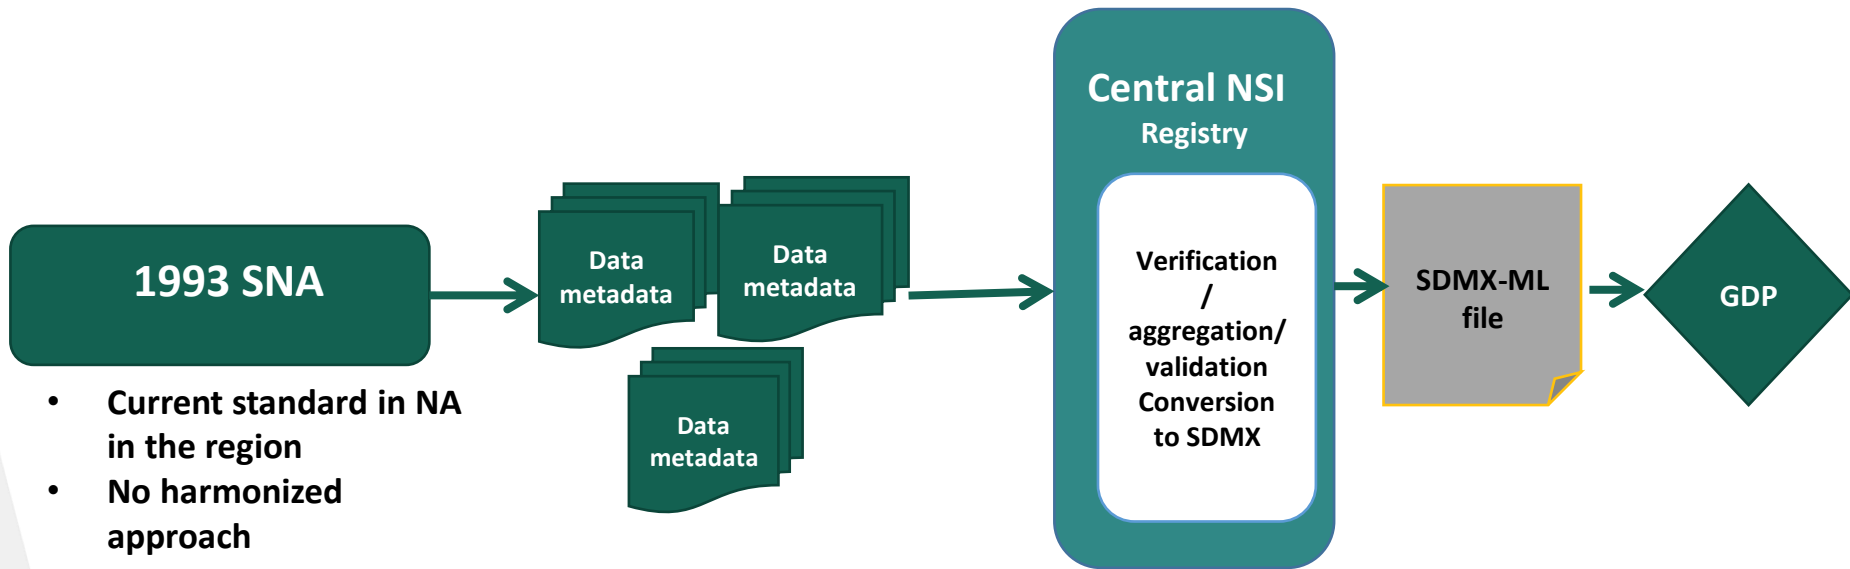 1993 SNA
• Current standard in NA
in the region
• No harmonized
approach
Data
metadata
Data
metadata
Data
metadata
Central NSI
Registry
Verification
/
aggregation/
validation
Conversion
to SDMX
SDMX-ML
file
GDP